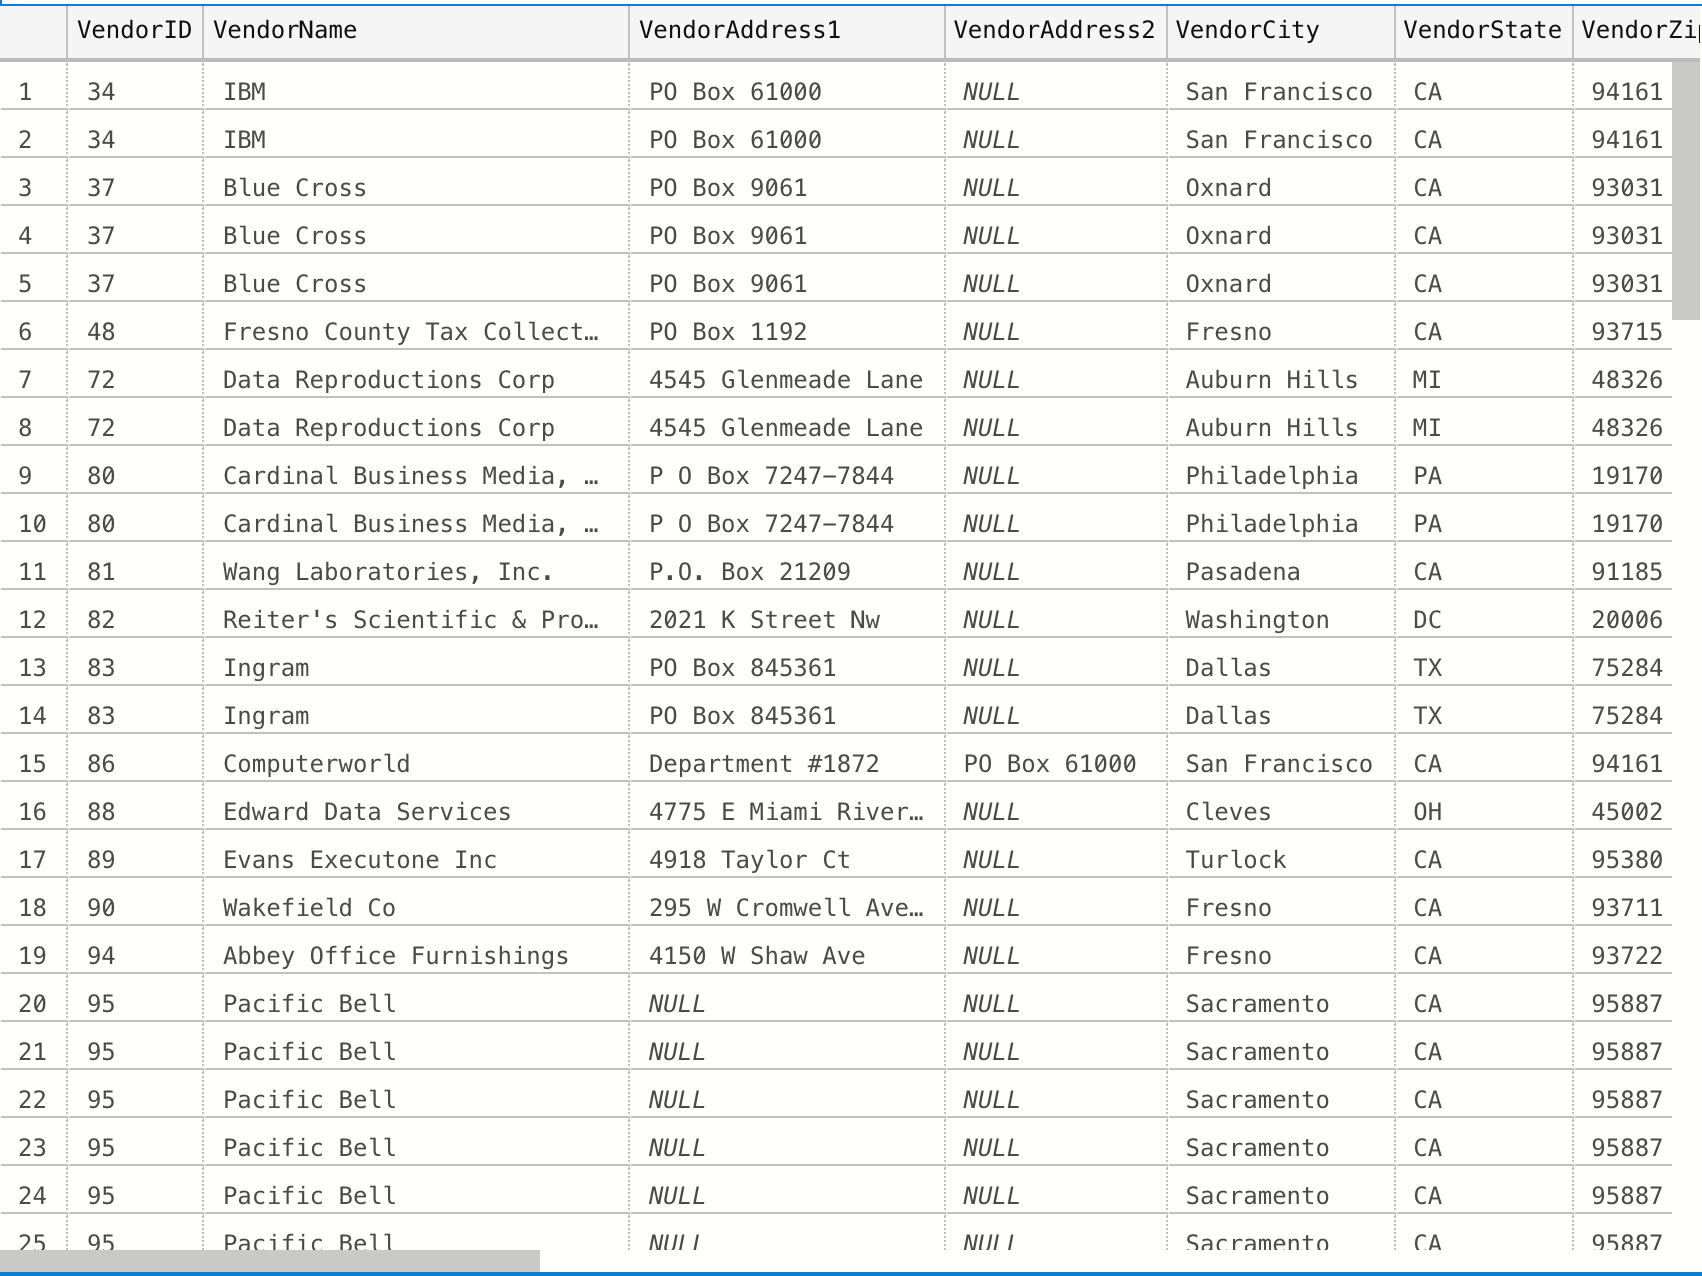 VendorID VendorName VendorAddress1 VendorAddress2 VendorCity VendorState VendorZip
1 34 IBM PO Box 61000 NULL San Francisco CA 94161
2 34 IBM PO Box 61000 NULL San Francisco CA 94161
3 37 Blue Cross PO Box 9061 NULL Oxnard CA 93031
4 37 Blue Cross PO Box 9061 NULL Oxnard CA 93031
5 37 Blue Cross PO Box 9061 NULL Oxnard CA 93031
6 48 Fresno County Tax Collect… PO Box 1192 NULL Fresno CA 93715
7 72 Data Reproductions Corp 4545 Glenmeade Lane NULL Auburn Hills MI 48326
8 72 Data Reproductions Corp 4545 Glenmeade Lane NULL Auburn Hills MI 48326
9 80 Cardinal Business Media, … P O Box 7247-7844 NULL Philadelphia PA 19170
10 80 Cardinal Business Media, … P O Box 7247-7844 NULL Philadelphia PA 19170
11 81 Wang Laboratories, Inc. P.O. Box 21209 NULL Pasadena CA 91185
12 82 Reiter's Scientific & Pro… 2021 K Street Nw NULL Washington DC 20006
13 83 Ingram PO Box 845361 NULL Dallas TX 75284
14 83 Ingram PO Box 845361 NULL Dallas TX 75284
15 86 Computerworld Department #1872 PO Box 61000 San Francisco CA 94161
16 88 Edward Data Services 4775 E Miami River… NULL Cleves OH 45002
17 89 Evans Executone Inc 4918 Taylor Ct NULL Turlock CA 95380
18 90 Wakefield Co 295 W Cromwell Ave… NULL Fresno CA 93711
19 94 Abbey Office Furnishings 4150 W Shaw Ave NULL Fresno CA 93722
20 95 Pacific Bell NULL NULL Sacramento CA 95887
21 95 Pacific Bell NULL NULL Sacramento CA 95887
22 95 Pacific Bell NULL NULL Sacramento CA 95887
23 95 Pacific Bell NULL NULL Sacramento CA 95887
24 95 Pacific Bell NULL NULL Sacramento CA 95887
25 95 Pacific Bell NULL NULL Sacramento CA 95887